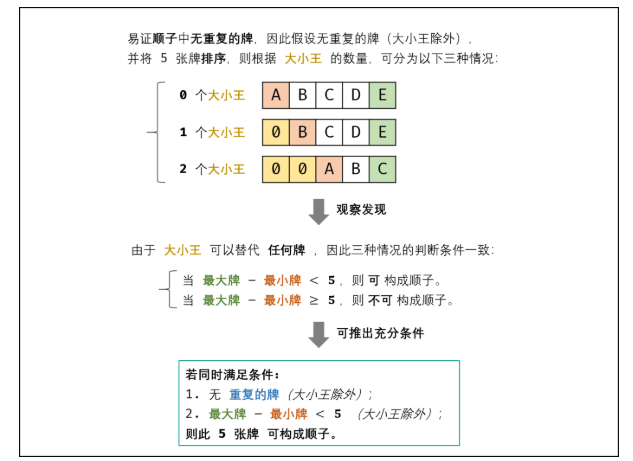 易证顺子中无重复的牌，因此假设无重复的牌（大小王除外），
并将 5 张牌排序，则根据 大小王 的数量，可分为以下三种情况：
0 个大小王 A B C D E
1 个大小王 0 B C D E
2 个大小王 0 0 A B C
观察发现
由于 大小王 可以替代 任何牌 ，因此三种情况的判断条件一致：
当 最大牌 − 最小牌 < 5 ，则 可 构成顺子。
当 最大牌 − 最小牌 ≥ 5 ，则 不可 构成顺子。
可推出充分条件
若同时满足条件：
1. 无 重复的牌（大小王除外）；
2. 最大牌 − 最小牌 < 5 （大小王除外）；
则此 5 张牌 可构成顺子。